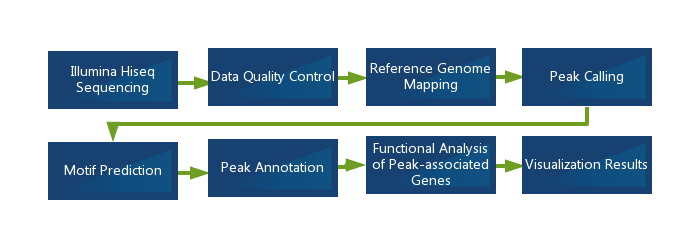 Illumina Hiseq
Sequencing
Data Quality Control
Reference Genome
Mapping
Peak Calling
Motif Prediction
Peak Annotation
Functional Analysis
of Peak-associated
Genes
Visualization Results